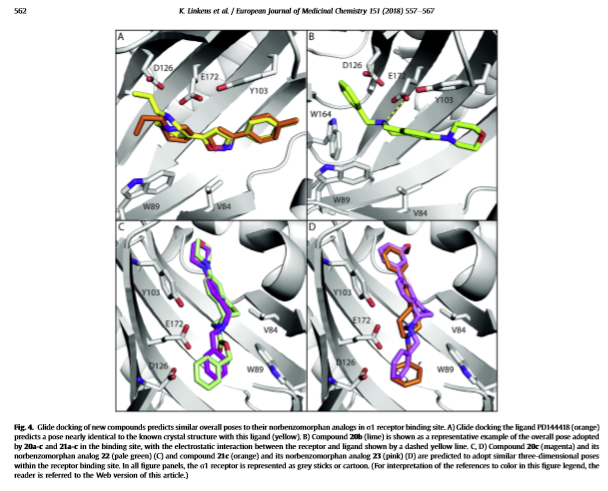 562
K. Linkens et al. / European Journal of Medicinal Chemistry 151 (2018) 557–567
A
D126
E172
Y103
W89
V84
B
D126
E172
Y103
W164
W89
V84
C
Y103
E172
V84
D126
W89
D
Y103
E172
V84
D126
W89
Fig. 4. Glide docking of new compounds predicts similar overall poses to their norbenzomorphan analogs in σ1 receptor binding site. A) Glide docking the ligand PD144418 (orange)
predicts a pose nearly identical to the known crystal structure with this ligand (yellow). B) Compound 20b (lime) is shown as a representative example of the overall pose adopted
by 20a-c and 21a-c in the binding site, with the electrostatic interaction between the receptor and ligand shown by a dashed yellow line. C, D) Compound 20c (magenta) and its
norbenzomorphan analog 22 (pale green) (C) and compound 21c (orange) and its norbenzomorphan analog 23 (pink) (D) are predicted to adopt similar three-dimensional poses
within the receptor binding site. In all figure panels, the σ1 receptor is represented as grey sticks or cartoon. (For interpretation of the references to color in this figure legend, the
reader is referred to the Web version of this article.)